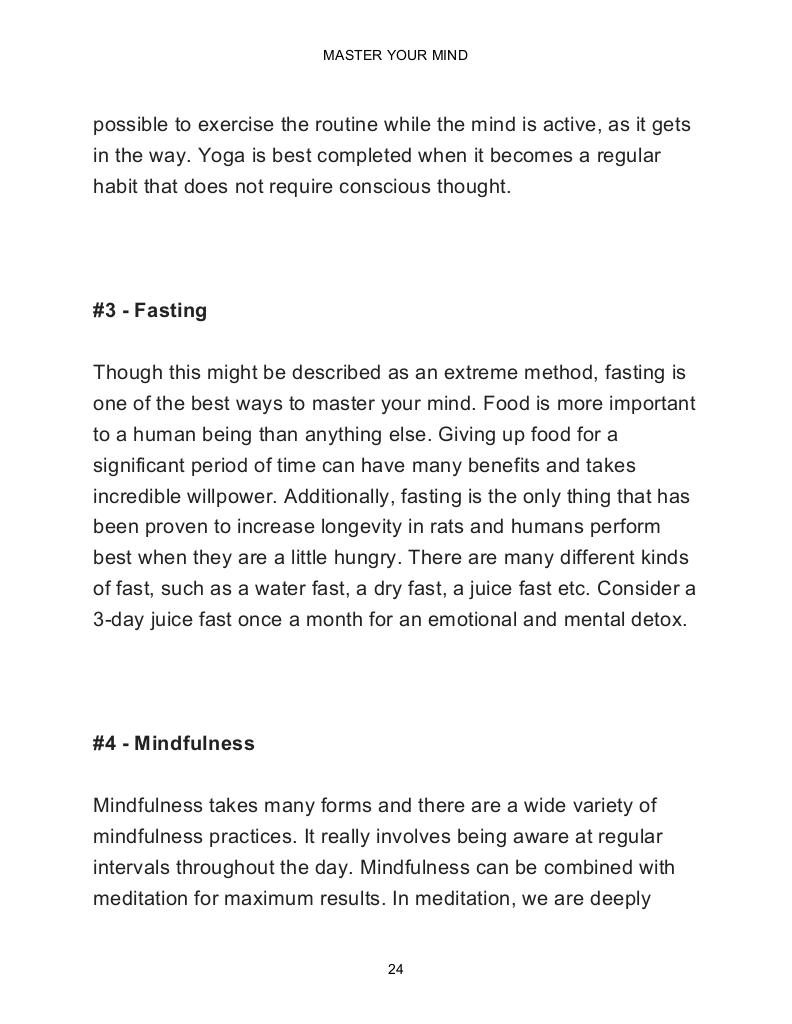 MASTER YOUR MIND
possible to exercise the routine while the mind is active, as it gets
in the way. Yoga is best completed when it becomes a regular
habit that does not require conscious thought.
#3 - Fasting
Though this might be described as an extreme method, fasting is
one of the best ways to master your mind. Food is more important
to a human being than anything else. Giving up food for a
significant period of time can have many benefits and takes
incredible willpower. Additionally, fasting is the only thing that has
been proven to increase longevity in rats and humans perform
best when they are a little hungry. There are many different kinds
of fast, such as a water fast, a dry fast, a juice fast etc. Consider a
3-day juice fast once a month for an emotional and mental detox.
#4 - Mindfulness
Mindfulness takes many forms and there are a wide variety of
mindfulness practices. It really involves being aware at regular
intervals throughout the day. Mindfulness can be combined with
meditation for maximum results. In meditation, we are deeply
24